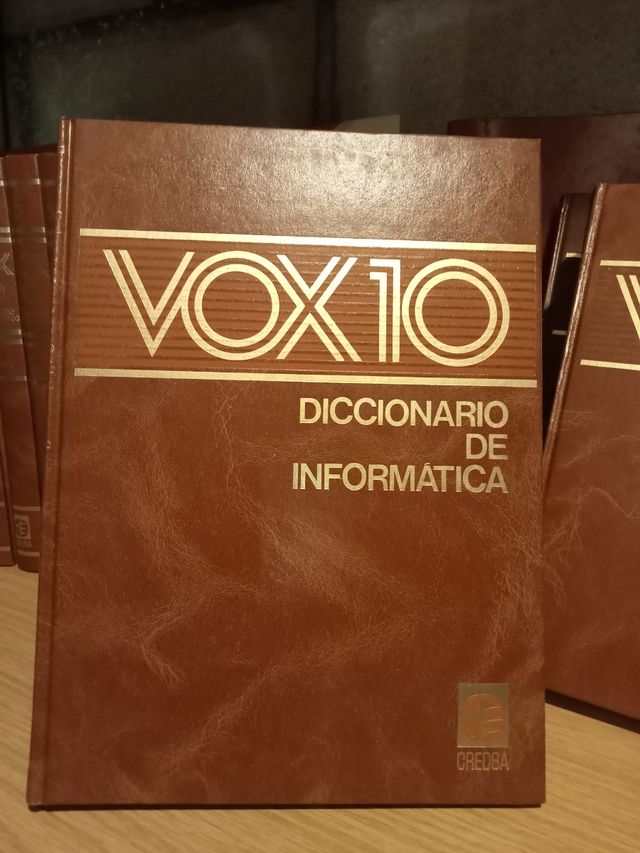 VOX10
DICCIONARIO
DE
INFORMÁTICA
CREDSA